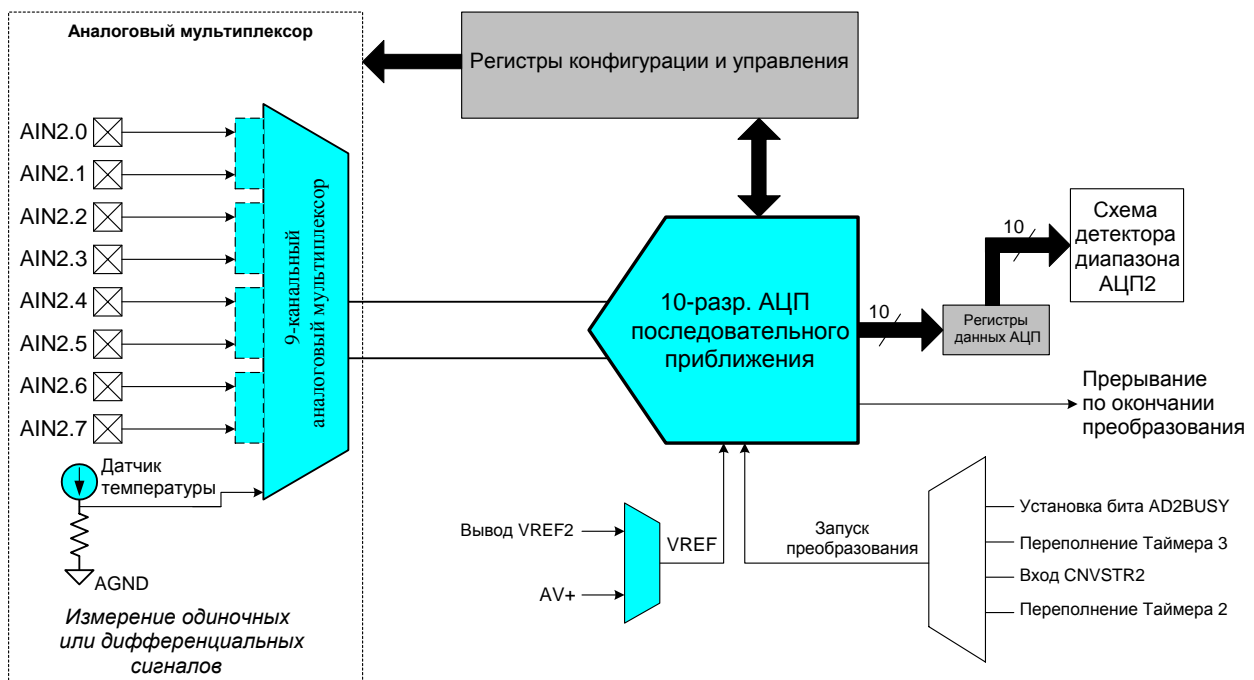 Аналоговый мультиплексор
Регистры конфигурации и управления
AIN2.0
AIN2.1
AIN2.2
AIN2.3
AIN2.4
AIN2.5
AIN2.6
AIN2.7
9-канальный
аналоговый мультиплексор
Датчик
температуры
AGND
Измерение одиночных
или дифференциальных
сигналов
10-разр. АЦП
последовательного
приближения
10
Регистры
данных АЦП
10
Схема
детектора
диапазона
АЦП2
Прерывание
по окончании
преобразования
Вывод VREF2
AV+
VREF
Запуск
преобразования
Установка бита AD2BUSY
Переполнение Таймера 3
Вход CNVSTR2
Переполнение Таймера 2